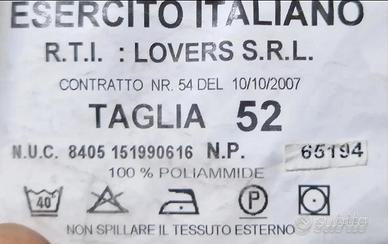 ESERCITO ITALIANO
R.T.I. : LOVERS S.R.L.
CONTRATTO NR. 54 DEL 10/10/2007
TAGLIA 52
N.U.C. 8405 151990616 N.P. 65194
100 % POLIAMMIDE
40° P
NON SPILLARE IL TESSUTO ESTERNO
subito